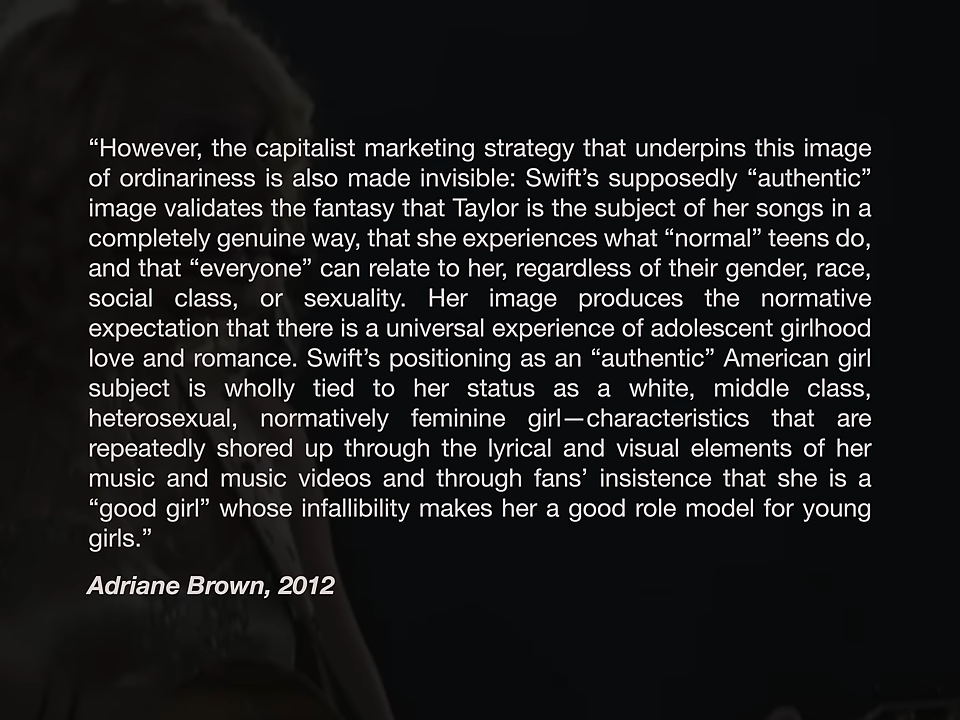 “However, the capitalist marketing strategy that underpins this image
of ordinariness is also made invisible: Swift’s supposedly “authentic”
image validates the fantasy that Taylor is the subject of her songs in a
completely genuine way, that she experiences what “normal” teens do,
and that “everyone” can relate to her, regardless of their gender, race,
social class, or sexuality. Her image produces the normative
expectation that there is a universal experience of adolescent girlhood
love and romance. Swift’s positioning as an “authentic” American girl
subject is wholly tied to her status as a white, middle class,
heterosexual, normatively feminine girl—characteristics that are
repeatedly shored up through the lyrical and visual elements of her
music and music videos and through fans’ insistence that she is a
“good girl” whose infallibility makes her a good role model for young
girls.”
Adriane Brown, 2012